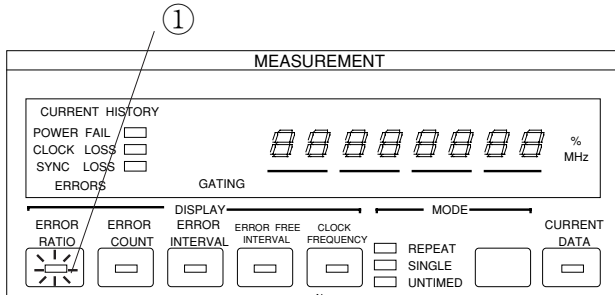 ①
MEASUREMENT
CURRENT HISTORY
POWER FAIL
CLOCK LOSS
SYNC LOSS
ERRORS
GATING
88888888
%
MHz
DISPLAY
MODE
ERROR RATIO
ERROR COUNT
ERROR INTERVAL
ERROR FREE INTERVAL
CLOCK FREQUENCY
REPEAT
SINGLE
UNTIMED
CURRENT DATA